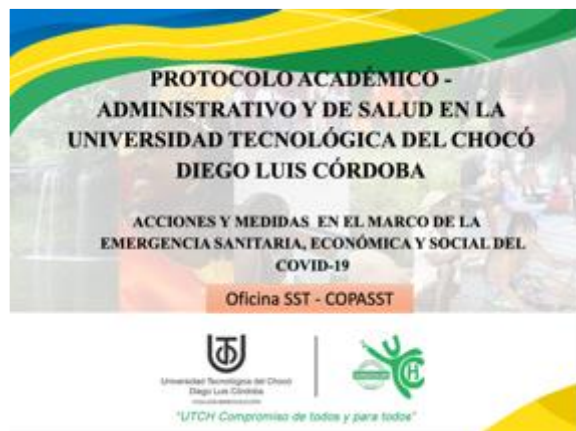 PROTOCOLO ACADÉMICO -
ADMINISTRATIVO Y DE SALUD EN LA
UNIVERSIDAD TECNOLÓGICA DEL CHOCÓ
DIEGO LUIS CÓRDOBA
ACCIONES Y MEDIDAS EN EL MARCO DE LA
EMERGENCIA SANITARIA, ECONÓMICA Y SOCIAL DEL
COVID-19
Oficina SST - COPASST
Universidad Tecnológica del Chocó
Diego Luis Córdoba
"UTCH Compromiso de todos y para todos"